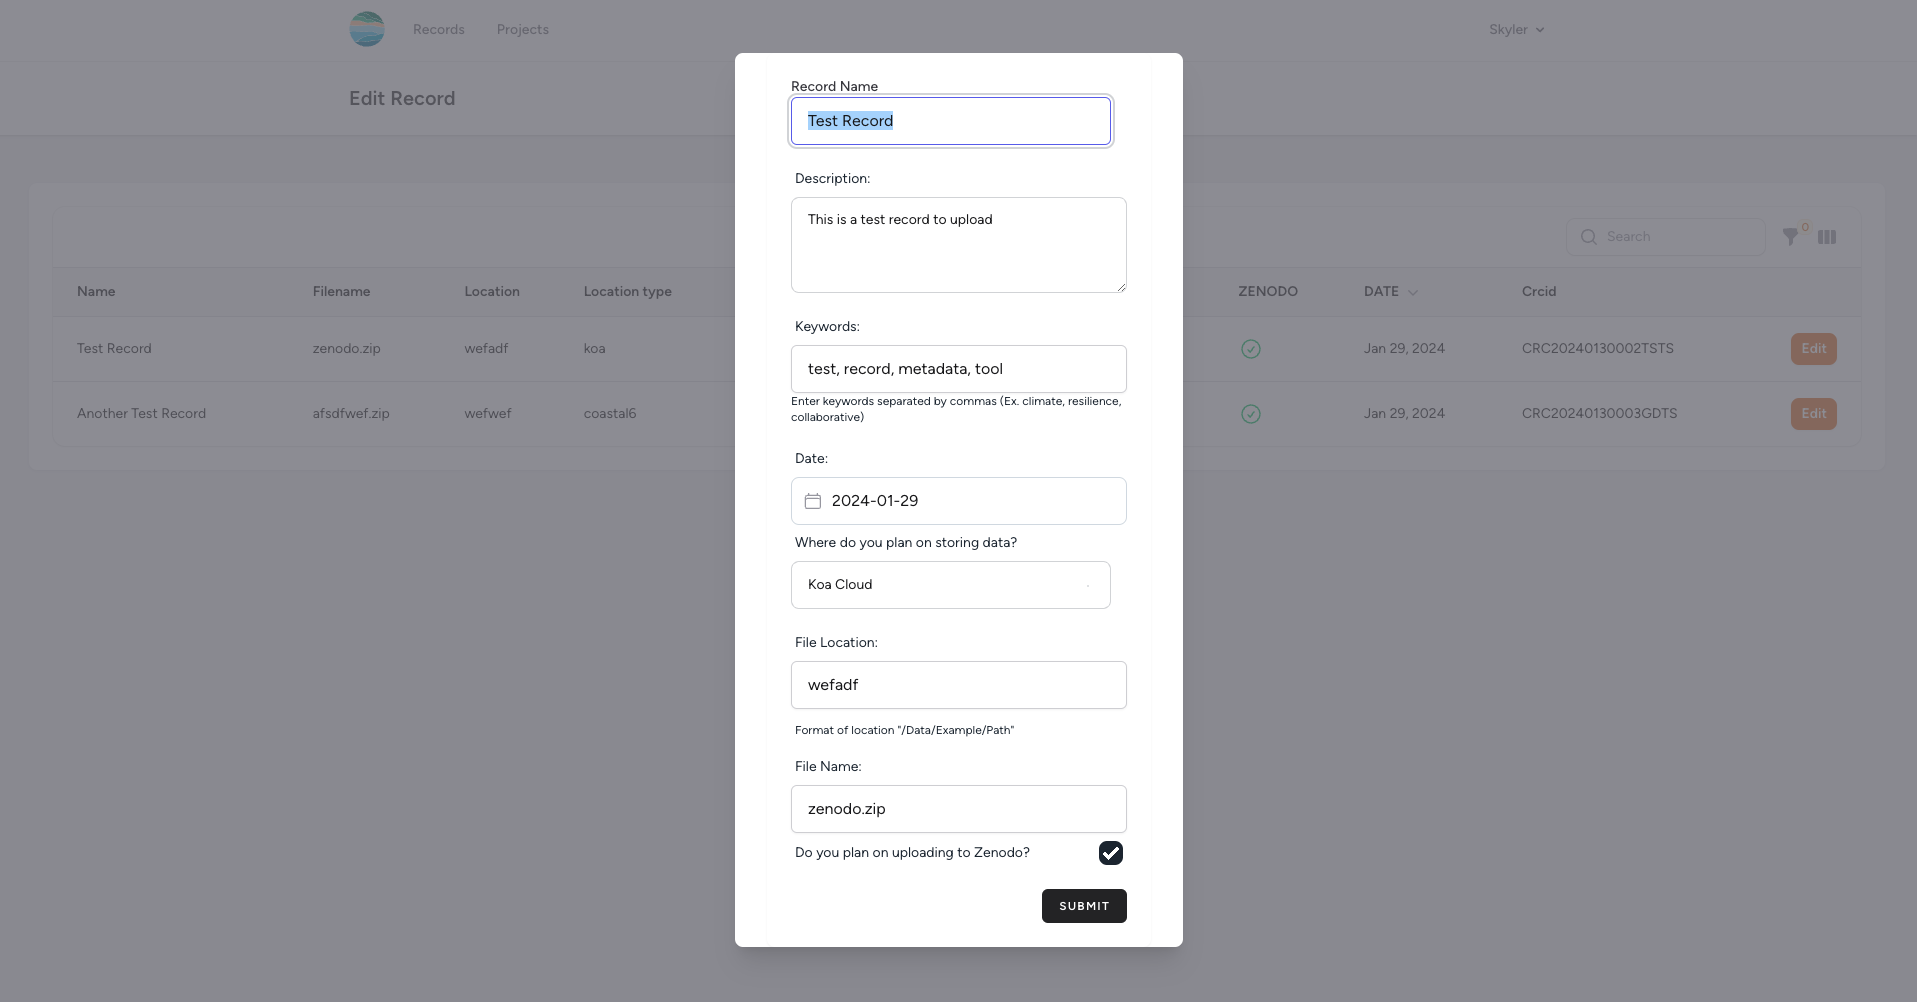 Records Projects Skyler
Edit Record
Record Name
Test Record
Description:
This is a test record to upload
Keywords:
test, record, metadata, tool
Enter keywords separated by commas (Ex. climate, resilience,
collaborative)
Date:
2024-01-29
Where do you plan on storing data?
Koa Cloud
File Location:
wefadf
Format of location "/Data/Example/Path"
File Name:
zenodo.zip
Do you plan on uploading to Zenodo?
SUBMIT
Search 0
Name Filename Location Location type ZENODO DATE Crcid
Test Record zenodo.zip wefadf koa Jan 29, 2024 CRC20240130002TSTS Edit
Another Test Record afsdfwef.zip wefwef coastal6 Jan 29, 2024 CRC20240130003GDTS Edit